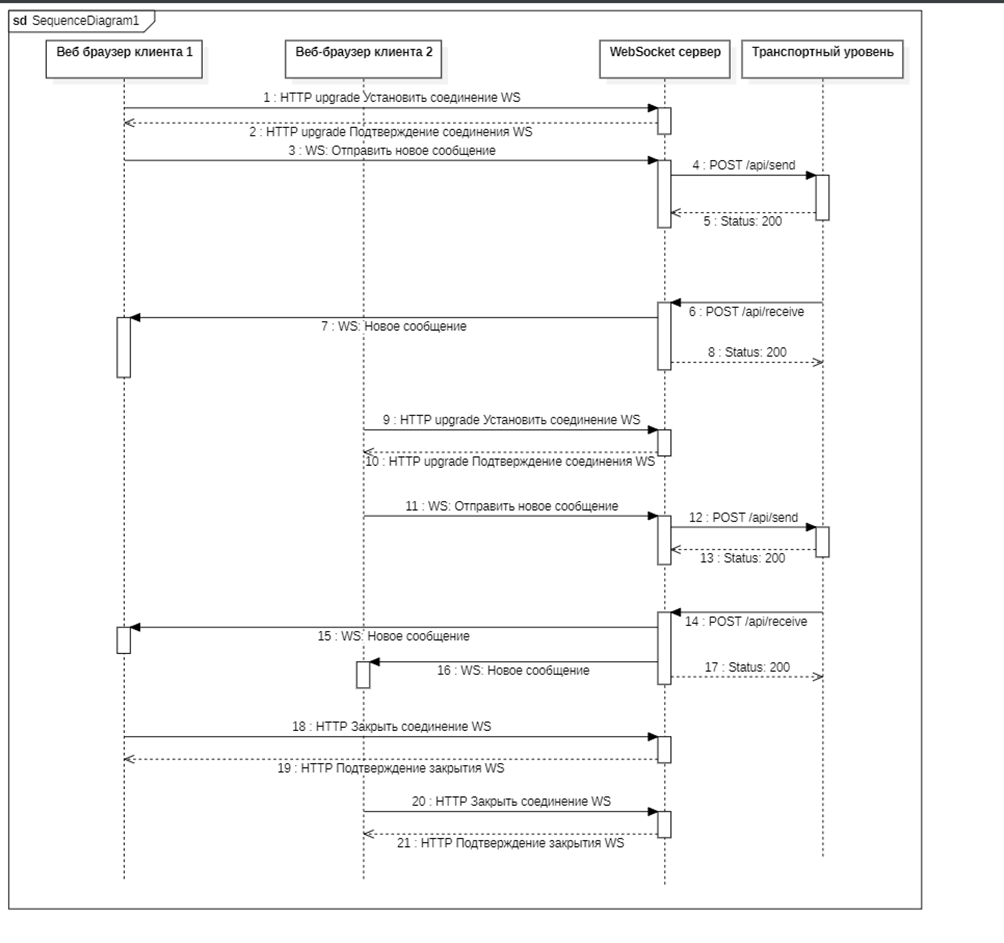 sd SequenceDiagram1
Веб браузер клиента 1
Веб-браузер клиента 2
WebSocket сервер
Транспортный уровень
1 : HTTP upgrade Установить соединение WS
2 : HTTP upgrade Подтверждение соединения WS
3 : WS: Отправить новое сообщение
4 : POST /api/send
5 : Status: 200
6 : POST /api/receive
7 : WS: Новое сообщение
8 : Status: 200
9 : HTTP upgrade Установить соединение WS
10 : HTTP upgrade Подтверждение соединения WS
11 : WS: Отправить новое сообщение
12 : POST /api/send
13 : Status: 200
14 : POST /api/receive
15 : WS: Новое сообщение
16 : WS: Новое сообщение
17 : Status: 200
18 : HTTP Закрыть соединение WS
19 : HTTP Подтверждение закрытия WS
20 : HTTP Закрыть соединение WS
21 : HTTP Подтверждение закрытия WS